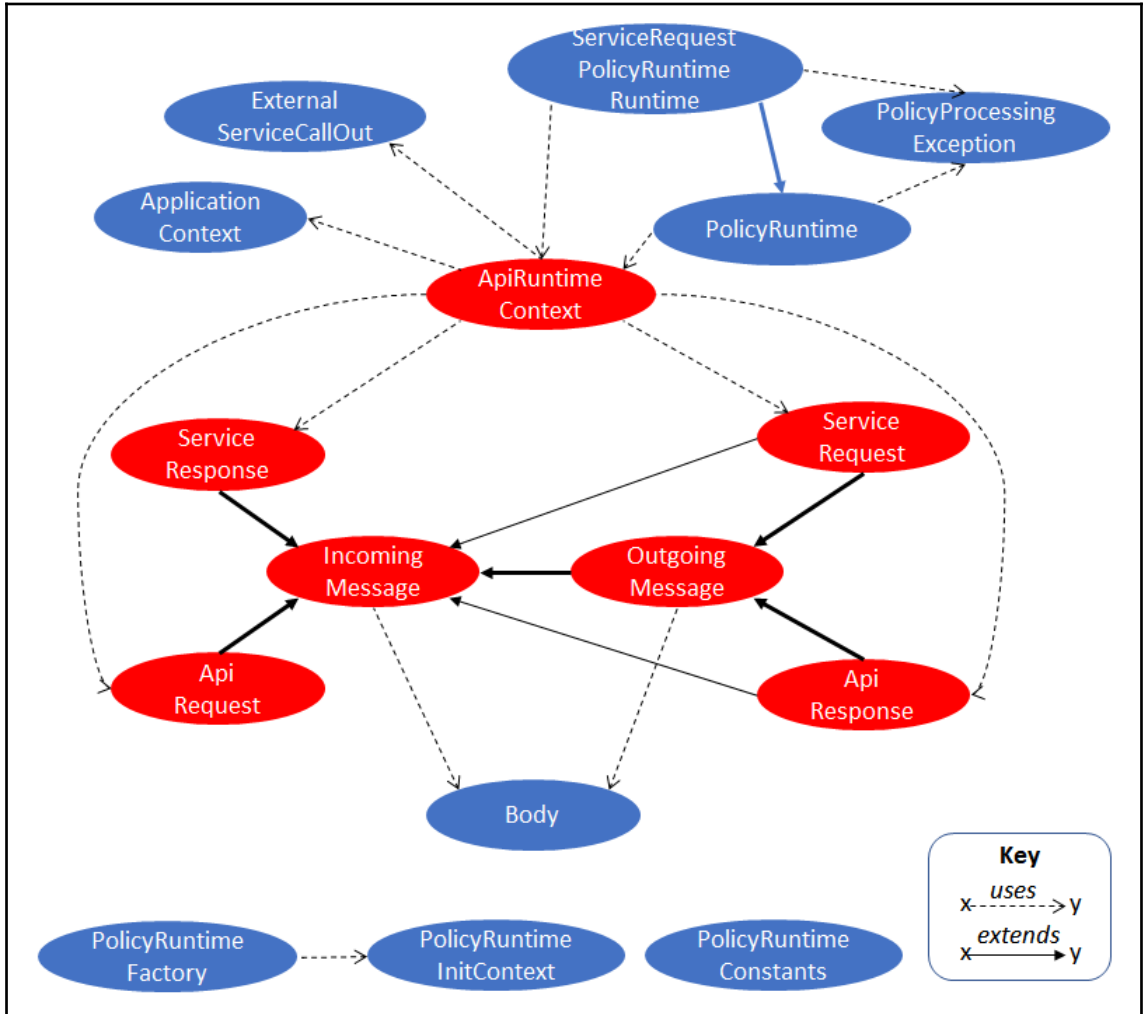 ServiceRequest
PolicyRuntime
Runtime
External
ServiceCallOut
PolicyProcessing
Exception
Application
Context
PolicyRuntime
ApiRuntime
Context
Service
Response
Service
Request
Incoming
Message
Outgoing
Message
Api
Request
Api
Response
Body
Key
uses
x y
extends
x y
PolicyRuntime
Factory
PolicyRuntime
InitContext
PolicyRuntime
Constants